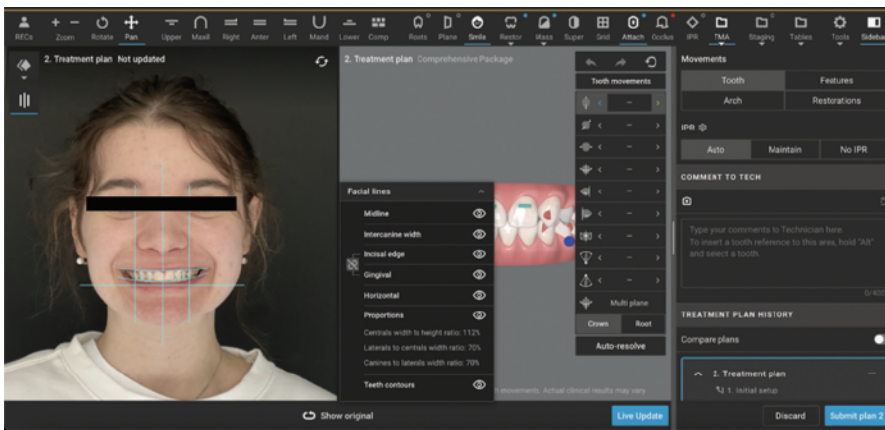 RECs Zoom Rotate Pan Upper Maxil Right Anter Left Mand Lower Comp Roots Plane Smile Restor Mass Super Grid Attach Occlus IPR TMA Staging Tables Tools Sidebar
2. Treatment plan Not updated
2. Treatment plan Comprehensive Package
Tooth movements
Multi plane
Crown Root
Auto-resolve
Facial lines
Midline
Intercanine width
Incisal edge
Gingival
Horizontal
Proportions
Centrals width to height ratio: 112%
Laterals to centrals width ratio: 70%
Canines to laterals width ratio: 79%
Teeth contours
movements. Actual clinical results may vary
Show original
Live Update
Movements
Tooth Features
Arch Restorations
IPR
Auto Maintain No IPR
COMMENT TO TECH
Type your comments to Technician here.
To insert a tooth reference to this area, hold "Alt"
and select a tooth.
0/400
TREATMENT PLAN HISTORY
Compare plans
2. Treatment plan
1. Initial setup
Discard Submit plan 2